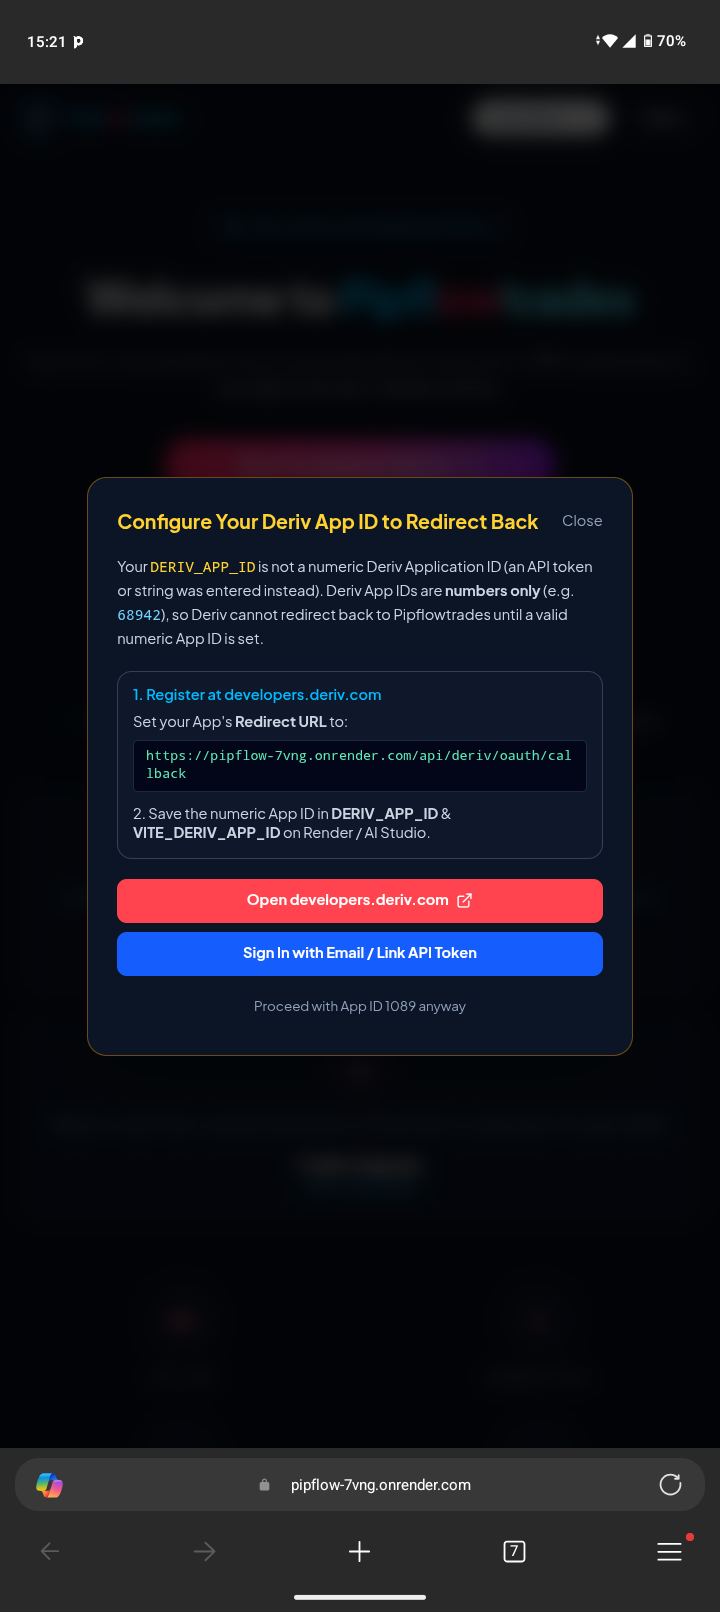 15:21
70%
Welcome to Pipflowtrades
Configure Your Deriv App ID to Redirect Back
Close
Your DERIV_APP_ID is not a numeric Deriv Application ID (an API token
or string was entered instead). Deriv App IDs are numbers only (e.g.
68942), so Deriv cannot redirect back to Pipflowtrades until a valid
numeric App ID is set.
1. Register at developers.deriv.com
Set your App's Redirect URL to:
https://pipflow-7vng.onrender.com/api/deriv/oauth/cal
lback
2. Save the numeric App ID in DERIV_APP_ID &
VITE_DERIV_APP_ID on Render / AI Studio.
Open developers.deriv.com
Sign In with Email / Link API Token
Proceed with App ID 1089 anyway
pipflow-7vng.onrender.com
7